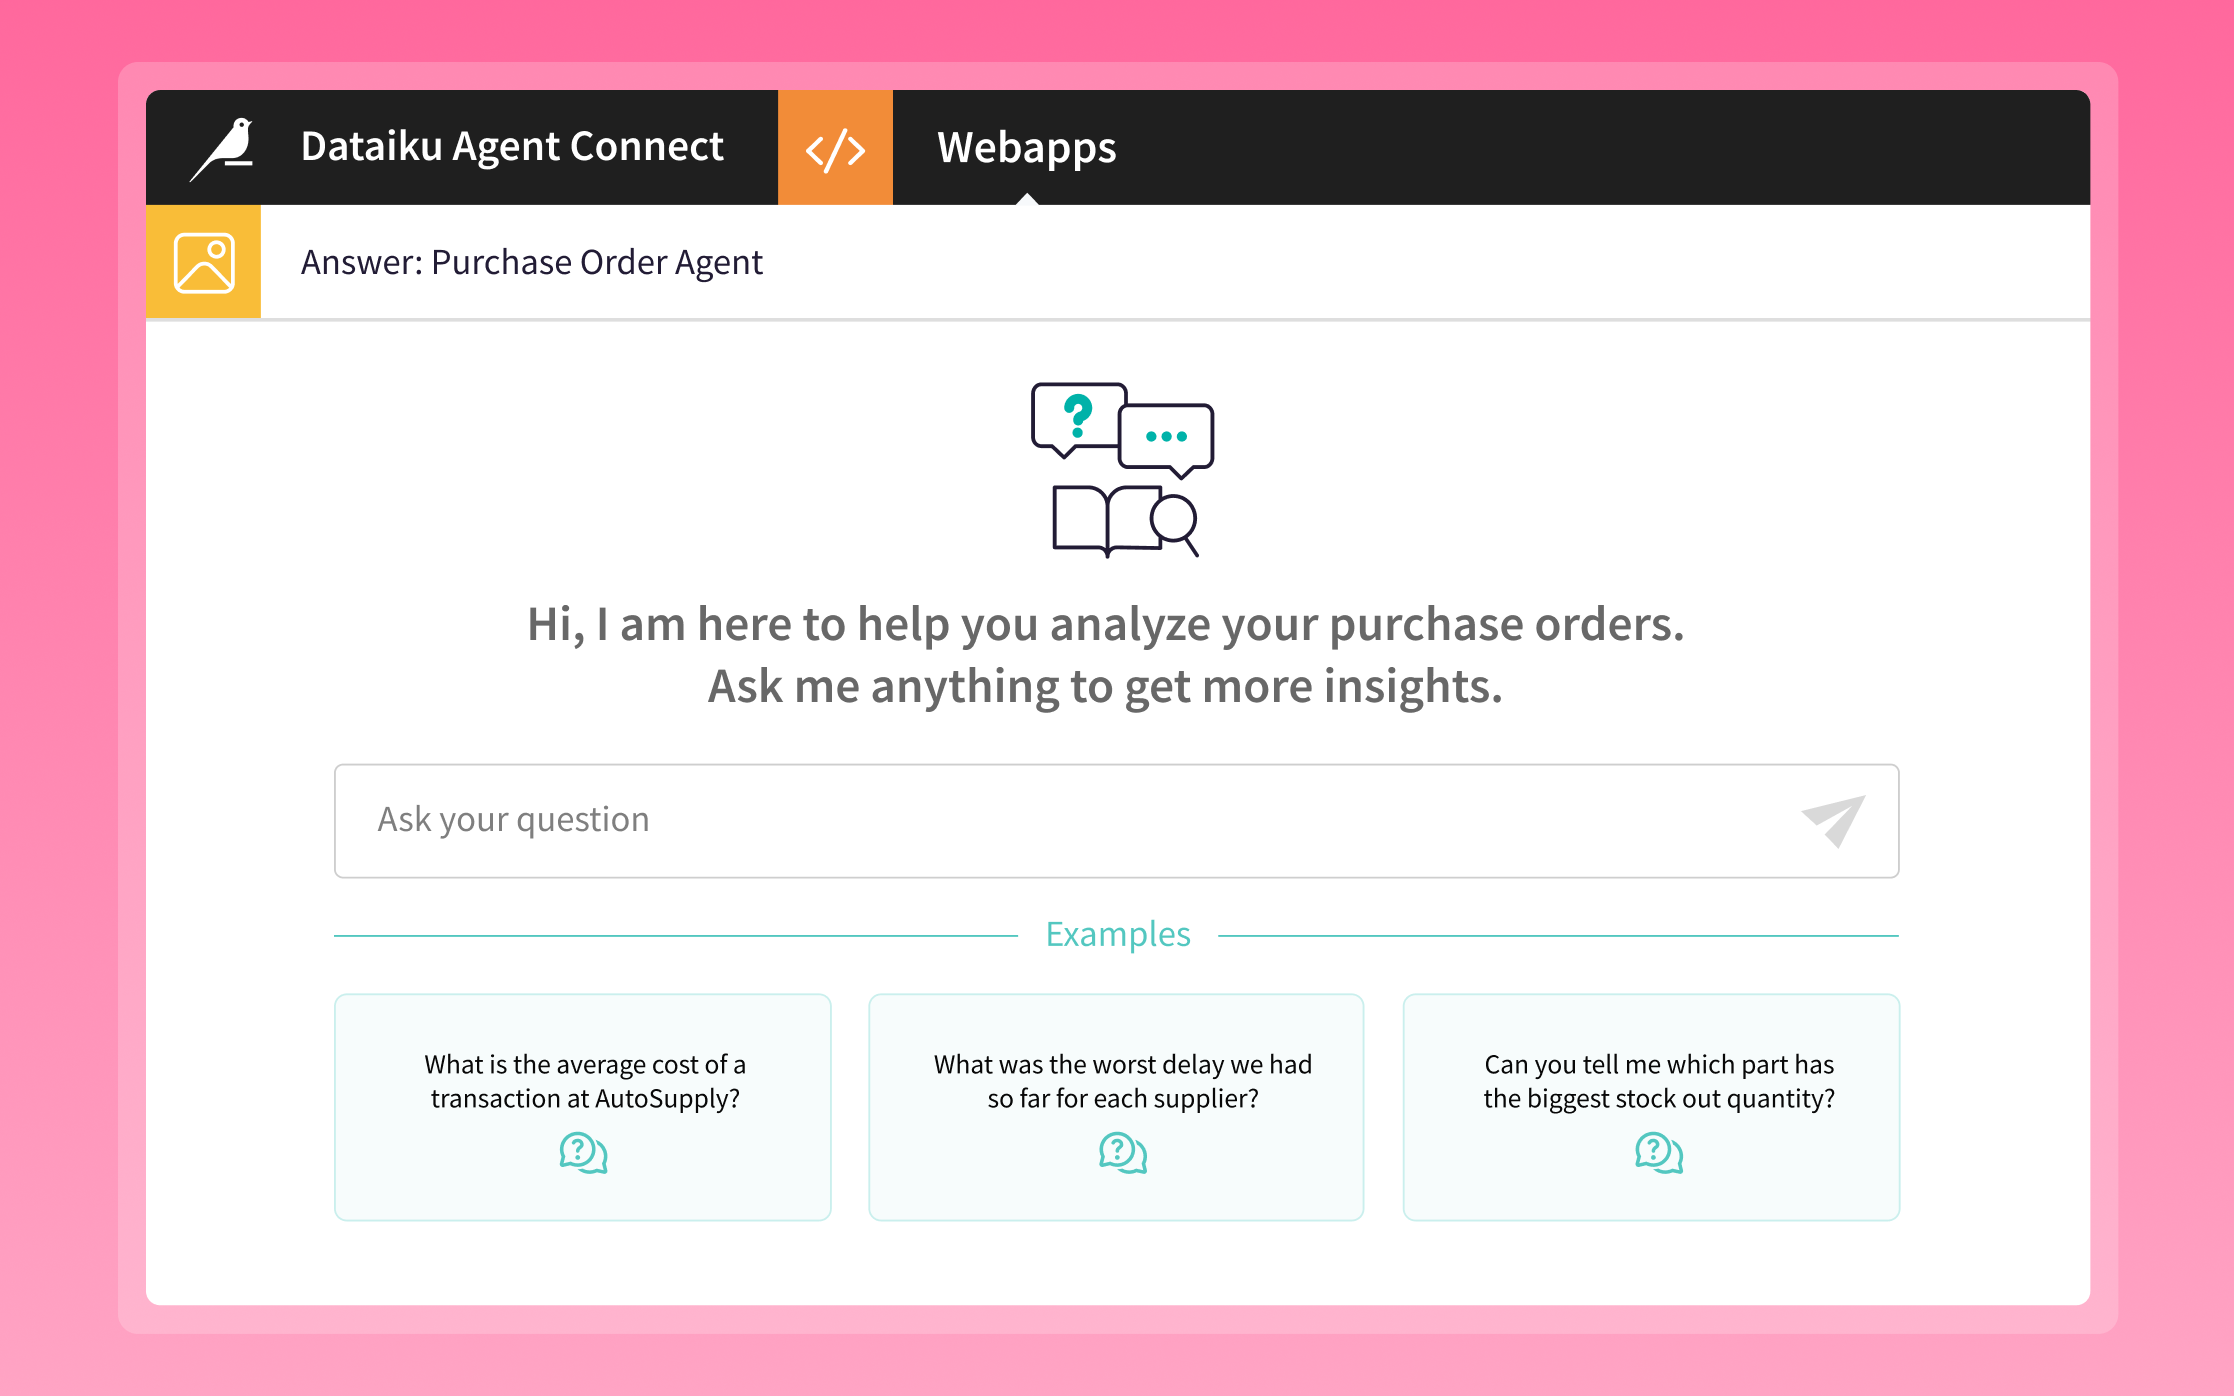 Dataiku Agent Connect
</>
Webapps
Answer: Purchase Order Agent
?
...
Hi, I am here to help you analyze your purchase orders.
Ask me anything to get more insights.
Ask your question
Examples
What is the average cost of a
transaction at AutoSupply?
?
What was the worst delay we had
so far for each supplier?
?
Can you tell me which part has
the biggest stock out quantity?
?